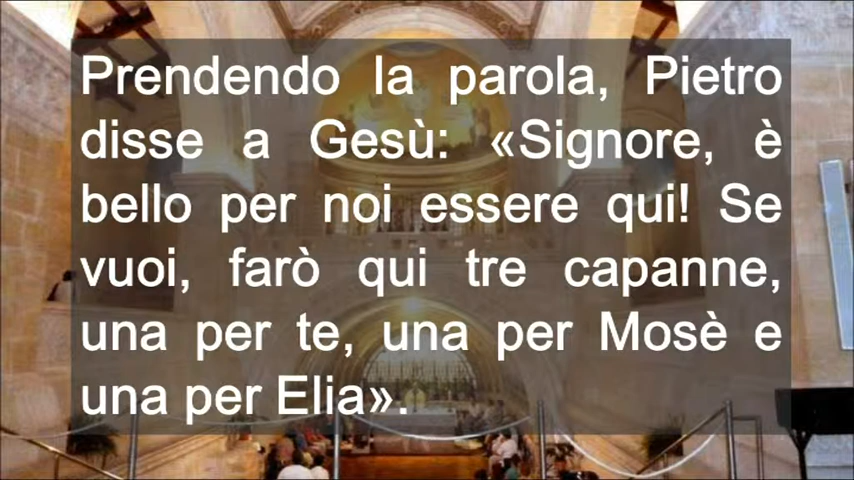 Prendendo la parola, Pietro
disse a Gesù: «Signore, è
bello per noi essere qui! Se
vuoi, farò qui tre capanne,
una per te, una per Mosè e
una per Elia».